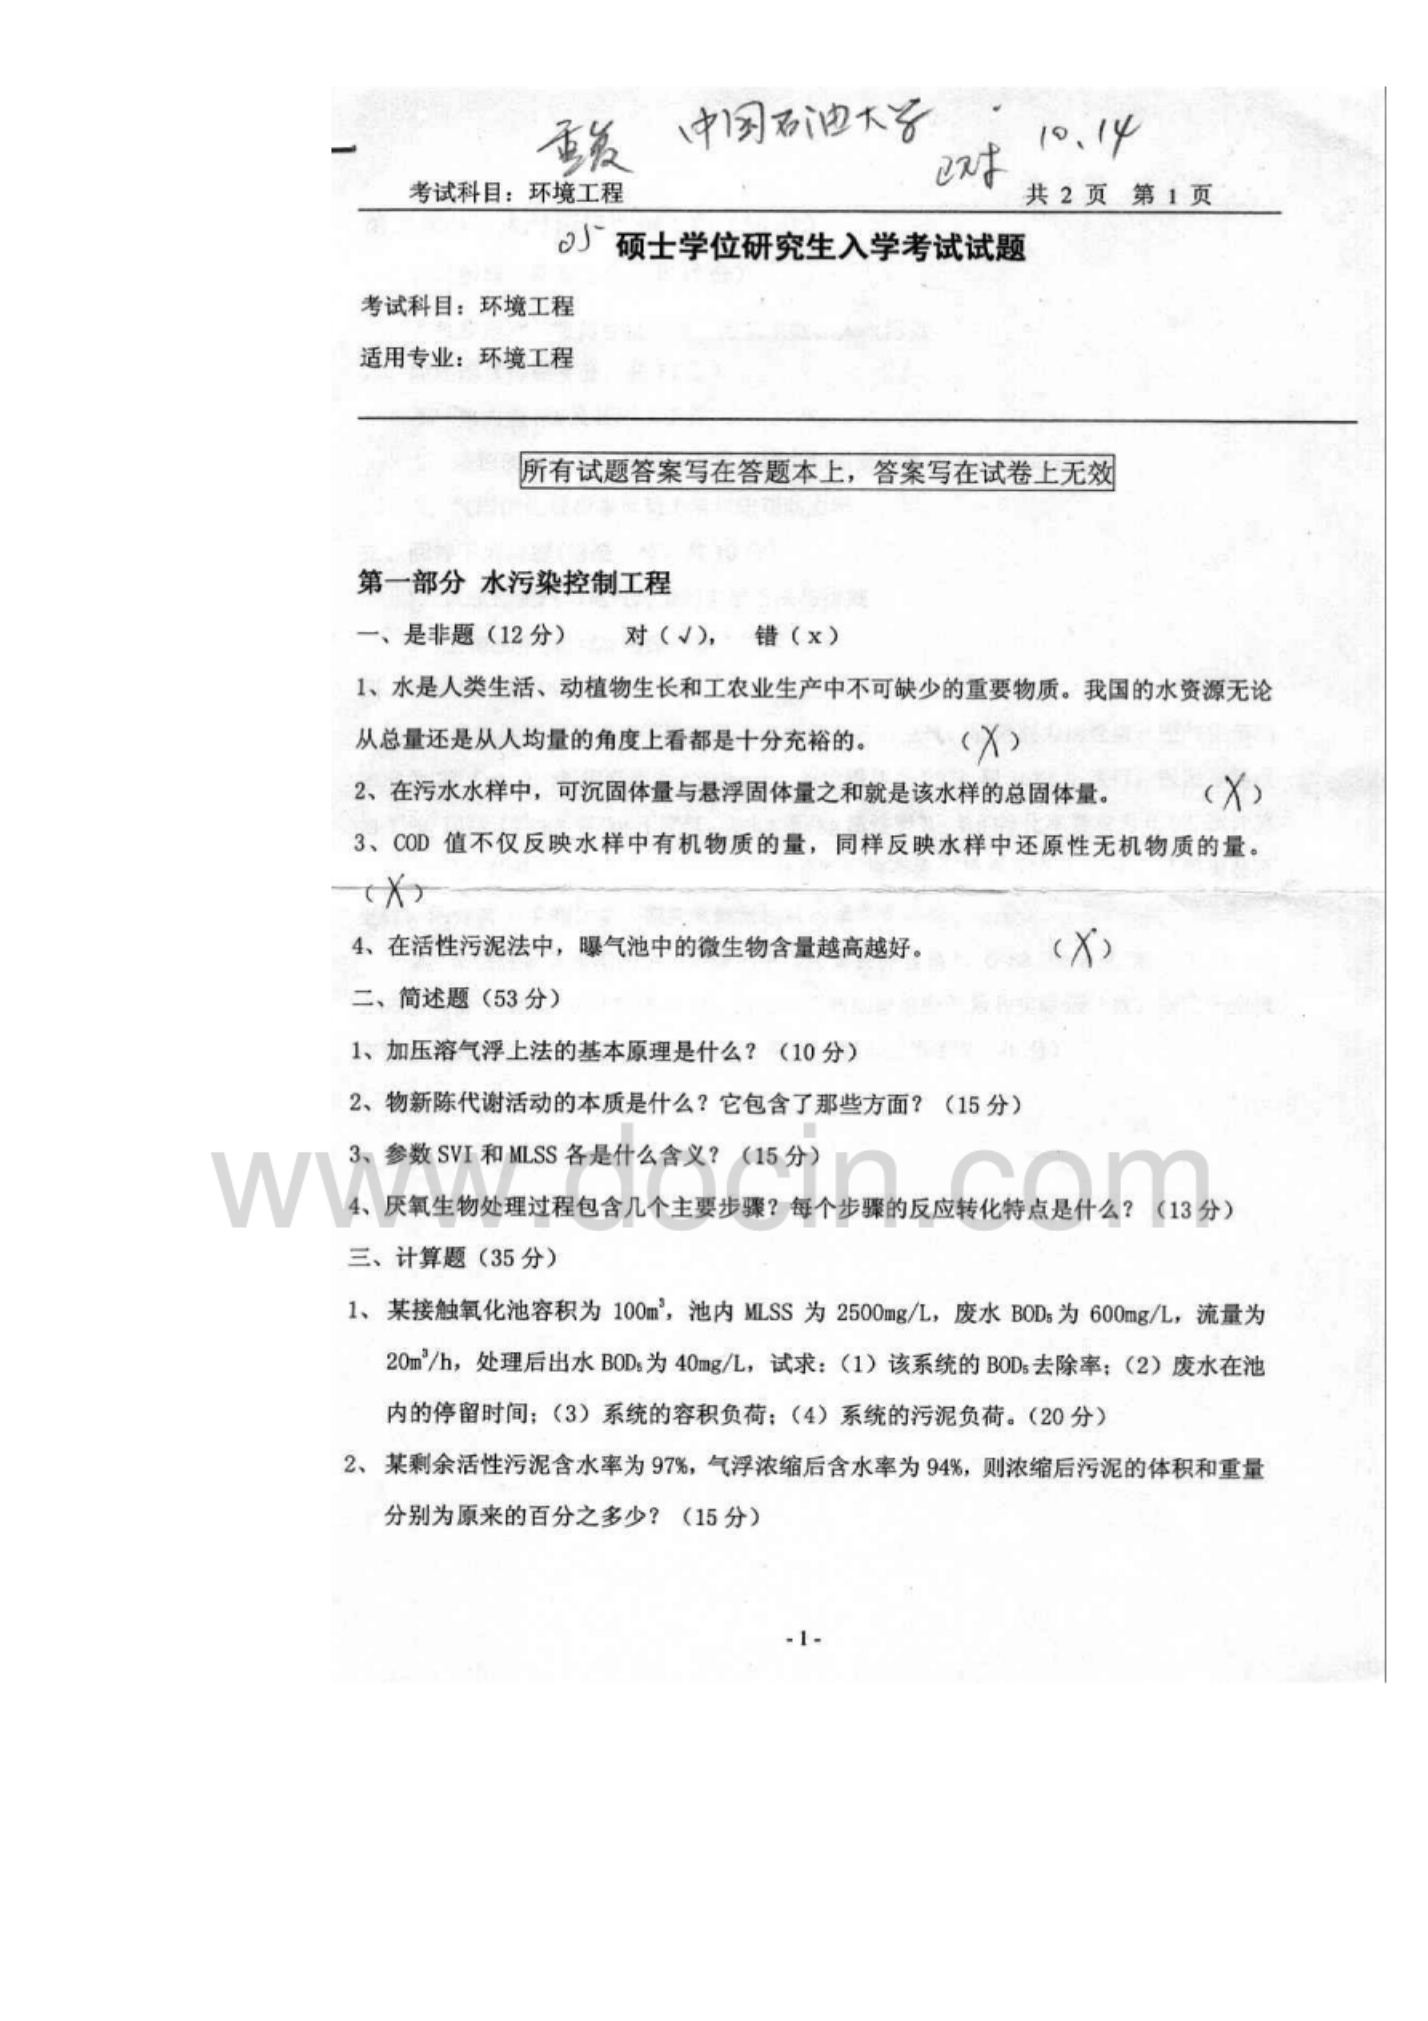 重复 中国石油大学 已对 10.14
考试科目：环境工程 共 2 页 第 1 页
05 硕士学位研究生入学考试试题
考试科目：环境工程
适用专业：环境工程
所有试题答案写在答题本上，答案写在试卷上无效
第一部分 水污染控制工程
一、是非题（12 分） 对（√）， 错（x）
1、水是人类生活、动植物生长和工农业生产中不可缺少的重要物质。我国的水资源无论
从总量还是从人均量的角度上看都是十分充裕的。 （X）
2、在污水水样中，可沉固体量与悬浮固体量之和就是该水样的总固体量。 （X）
3、COD 值不仅反映水样中有机物质的量，同样反映水样中还原性无机物质的量。
（X）
4、在活性污泥法中，曝气池中的微生物含量越高越好。 （X）
二、简述题（53 分）
1、加压溶气浮上法的基本原理是什么？（10 分）
2、物新陈代谢活动的本质是什么？它包含了那些方面？（15 分）
3、参数 SVI 和 MLSS 各是什么含义？（15 分）
www.docin.com
4、厌氧生物处理过程包含几个主要步骤？每个步骤的反应转化特点是什么？（13 分）
三、计算题（35 分）
1、 某接触氧化池容积为 100m³，池内 MLSS 为 2500mg/L，废水 BOD₅为 600mg/L，流量为
20m³/h，处理后出水 BOD₅为 40mg/L，试求：（1）该系统的 BOD₅去除率；（2）废水在池
内的停留时间；（3）系统的容积负荷；（4）系统的污泥负荷。（20 分）
2、 某剩余活性污泥含水率为 97%，气浮浓缩后含水率为 94%，则浓缩后污泥的体积和重量
分别为原来的百分之多少？（15 分）
- 1 -